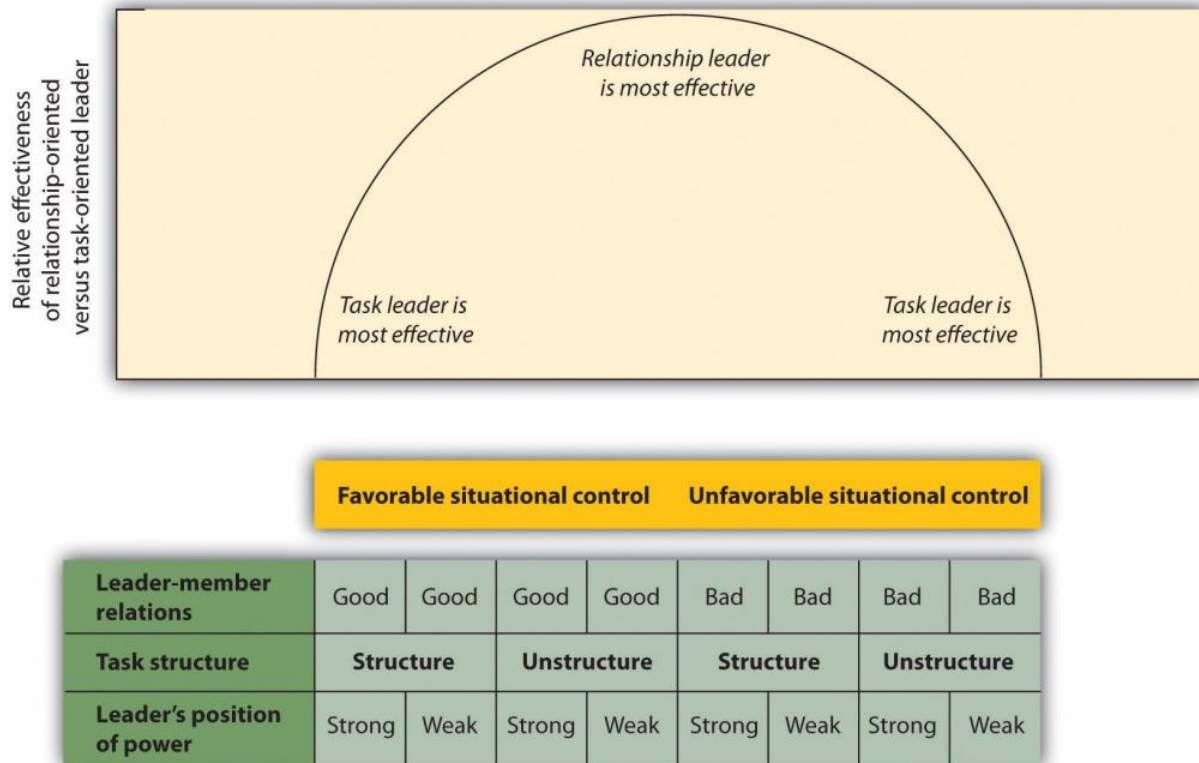 Relative effectiveness
of relationship-oriented
versus task-oriented leader
Relationship leader
is most effective
Task leader is
most effective
Task leader is
most effective
Favorable situational control Unfavorable situational control
Leader-member
relations
Good Good Good Good Bad Bad Bad Bad
Task structure Structure Unstructure Structure Unstructure
Leader’s position
of power
Strong Weak Strong Weak Strong Weak Strong Weak